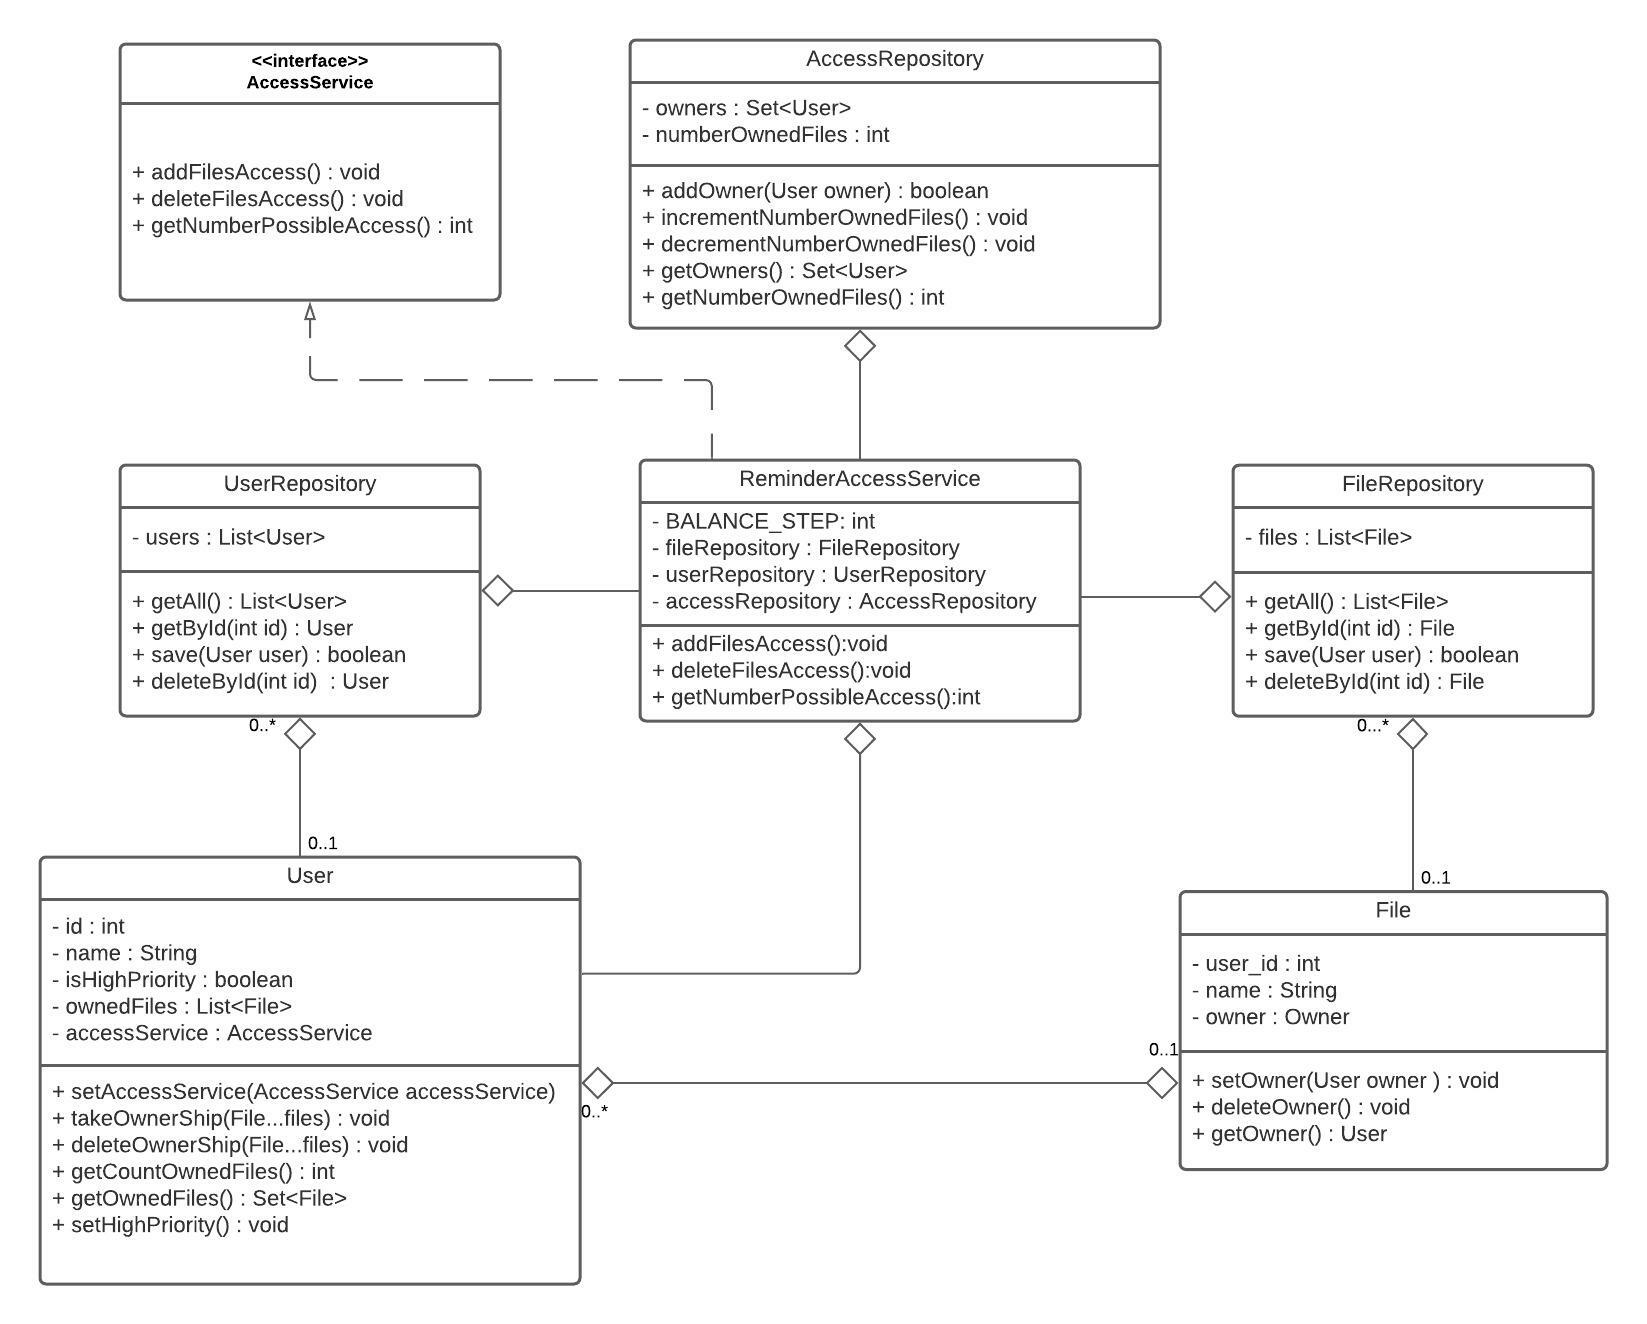 <<interface>>
AccessService
+ addFilesAccess() : void
+ deleteFilesAccess() : void
+ getNumberPossibleAccess() : int
AccessRepository
- owners : Set<User>
- numberOwnedFiles : int
+ addOwner(User owner) : boolean
+ incrementNumberOwnedFiles() : void
+ decrementNumberOwnedFiles() : void
+ getOwners() : Set<User>
+ getNumberOwnedFiles() : int
UserRepository
- users : List<User>
+ getAll() : List<User>
+ getById(int id) : User
+ save(User user) : boolean
+ deleteById(int id)  : User
0..*
0..1
ReminderAccessService
- BALANCE_STEP: int
- fileRepository : FileRepository
- userRepository : UserRepository
- accessRepository : AccessRepository
+ addFilesAccess():void
+ deleteFilesAccess():void
+ getNumberPossibleAccess():int
FileRepository
- files : List<File>
+ getAll() : List<File>
+ getById(int id) : File
+ save(User user) : boolean
+ deleteById(int id) : File
0...*
0..1
User
- id : int
- name : String
- isHighPriority : boolean
- ownedFiles : List<File>
- accessService : AccessService
+ setAccessService(AccessService accessService)
+ takeOwnerShip(File...files) : void
+ deleteOwnerShip(File...files) : void
+ getCountOwnedFiles() : int
+ getOwnedFiles() : Set<File>
+ setHighPriority() : void
0..*
0..1
File
- user_id : int
- name : String
- owner : Owner
+ setOwner(User owner ) : void
+ deleteOwner() : void
+ getOwner() : User